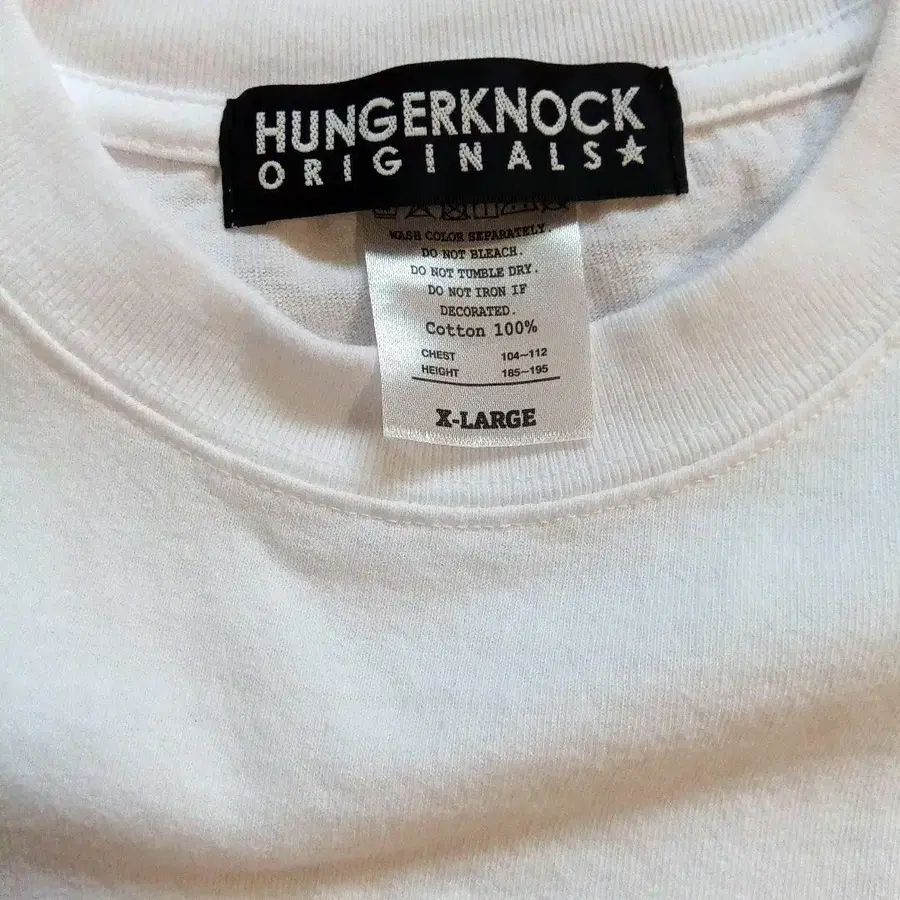 HUNGERKNOCK
ORIGINALS★
WASH COLOR SEPARATELY.
DO NOT BLEACH.
DO NOT TUMBLE DRY.
DO NOT IRON IF
DECORATED.
Cotton 100%
CHEST 104~112
HEIGHT 185~195
X-LARGE